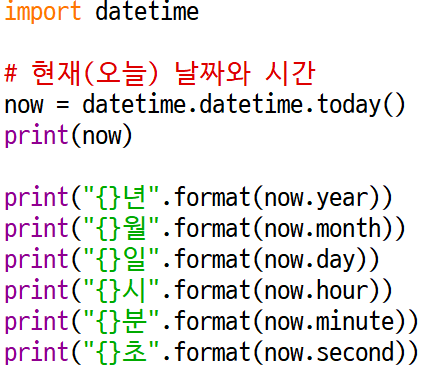 import datetime
# 현재(오늘) 날짜와 시간
now = datetime.datetime.today()
print(now)
print("{}년".format(now.year))
print("{}월".format(now.month))
print("{}일".format(now.day))
print("{}시".format(now.hour))
print("{}분".format(now.minute))
print("{}초".format(now.second))